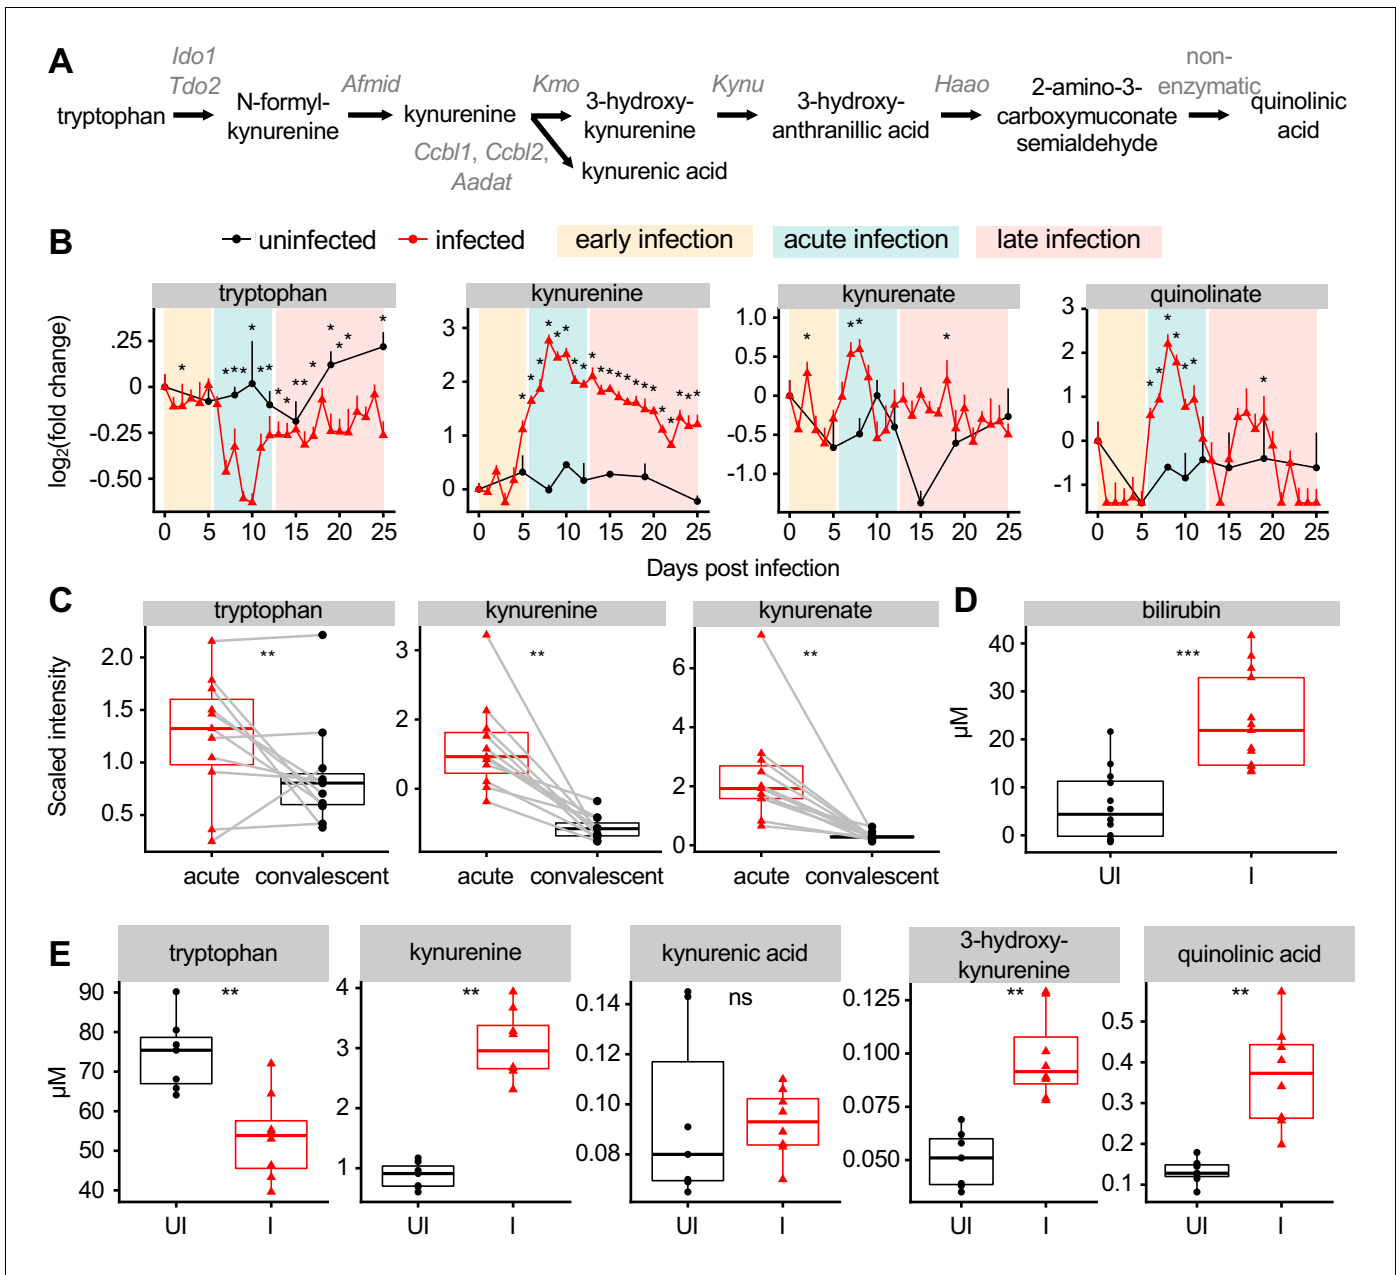 A
Ido1
Tdo2
Afmid
Kmo
Kynu
Haao
non-
enzymatic
tryptophan
N-formyl-
kynurenine
kynurenine
3-hydroxy-
kynurenine
3-hydroxy-
anthranillic acid
2-amino-3-
carboxymuconate
semialdehyde
quinolinic
acid
Ccbl1, Ccbl2,
Aadat
kynurenic acid
B
uninfected
infected
early infection
acute infection
late infection
log2(fold change)
tryptophan
.25
0
-0.25
-0.50
0 5 10 15 20 25
kynurenine
3
2
1
0
0 5 10 15 20 25
kynurenate
1.0
0.5
0
-0.5
-1.0
0 5 10 15 20 25
quinolinate
3
2
1
0
-1
0 5 10 15 20 25
Days post infection
C
Scaled intensity
tryptophan
**
2.0
1.5
1.0
0.5
acute convalescent
kynurenine
**
3
2
0
acute convalescent
kynurenate
**
6
4
2
0
acute convalescent
D
bilirubin
***
µM
40
30
20
10
0
UI I
E
µM
tryptophan
**
90
80
70
60
50
40
UI I
kynurenine
**
4
3
2
1
UI I
kynurenic acid
ns
0.14
0.12
0.10
0.08
UI I
3-hydroxy-
kynurenine
**
0.125
0.100
0.075
0.050
UI I
quinolinic acid
**
0.5
0.4
0.3
0.2
0.1
UI I